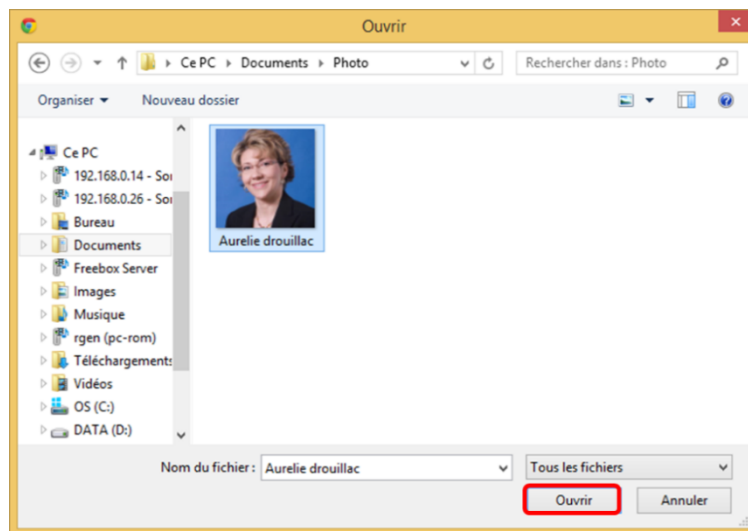 Ouvrir
Ce PC Documents Photo
Rechercher dans : Photo
Organiser Nouveau dossier
Ce PC
192.168.0.14 - Sor
192.168.0.26 - Sor
Bureau
Documents
Freebox Server
Images
Musique
rgen (pc-rom)
Téléchargements
Vidéos
OS (C:)
DATA (D:)
Aurelie drouillac
Nom du fichier : Aurelie drouillac
Tous les fichiers
Ouvrir Annuler